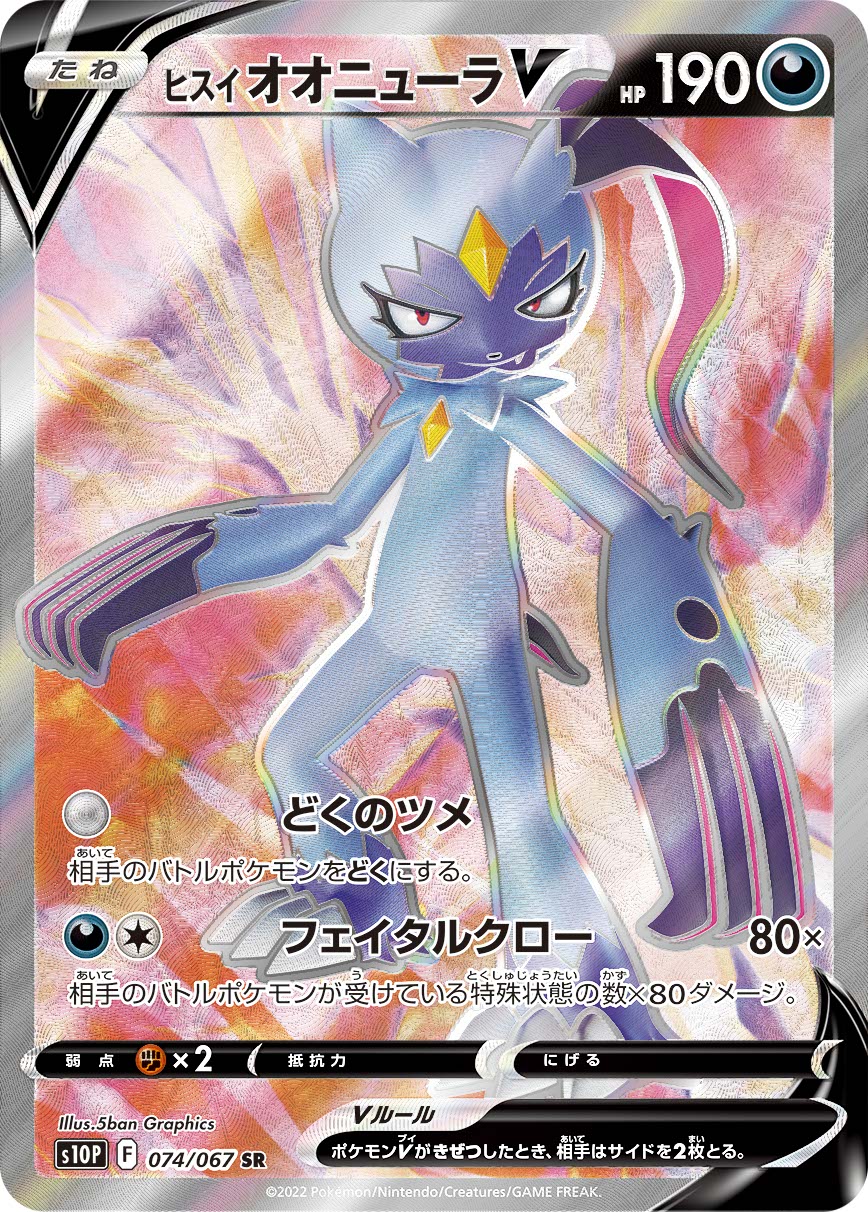 たね
ヒスイ オオニューラV
HP 190
どくのツメ
相手のバトルポケモンをどくにする。
フェイタルクロー 80×
相手のバトルポケモンが受けている特殊状態の数×80ダメージ。
弱点 ×2 抵抗力 にげる
Illus.5ban Graphics
Vルール
ポケモンVがきぜつしたとき、相手はサイドを2枚とる。
s10P F 074/067 SR
©2022 Pokémon/Nintendo/Creatures/GAME FREAK.